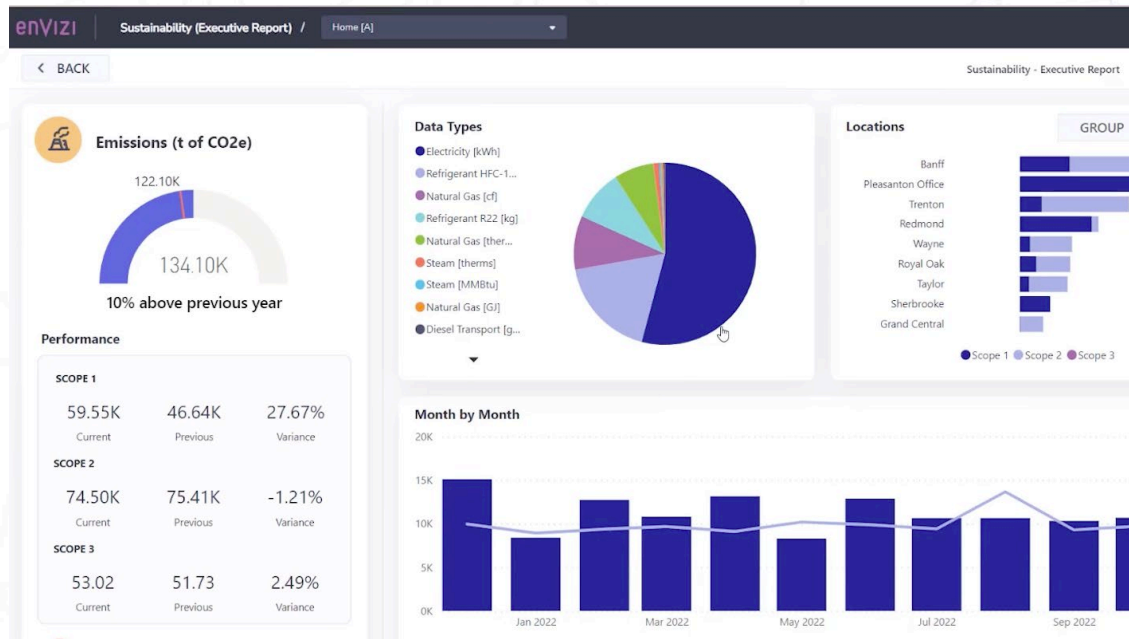 enVIZI
Sustainability (Executive Report) /
Home [A]
BACK
Sustainability - Executive Report
Emissions (t of CO2e)
122.10K
134.10K
10% above previous year
Performance
SCOPE 1
59.55K 46.64K 27.67%
Current Previous Variance
SCOPE 2
74.50K 75.41K -1.21%
Current Previous Variance
SCOPE 3
53.02 51.73 2.49%
Current Previous Variance
Data Types
Electricity [kWh]
Refrigerant HFC-1...
Natural Gas [cf]
Refrigerant R22 [kg]
Natural Gas [ther...
Steam [therms]
Steam [MMBtu]
Natural Gas [GJ]
Diesel Transport [g...
Locations
GROUP
Banff
Pleasanton Office
Trenton
Redmond
Wayne
Royal Oak
Taylor
Sherbrooke
Grand Central
Scope 1 Scope 2 Scope 3
Month by Month
20K
15K
10K
5K
0K
Jan 2022 Mar 2022 May 2022 Jul 2022 Sep 2022